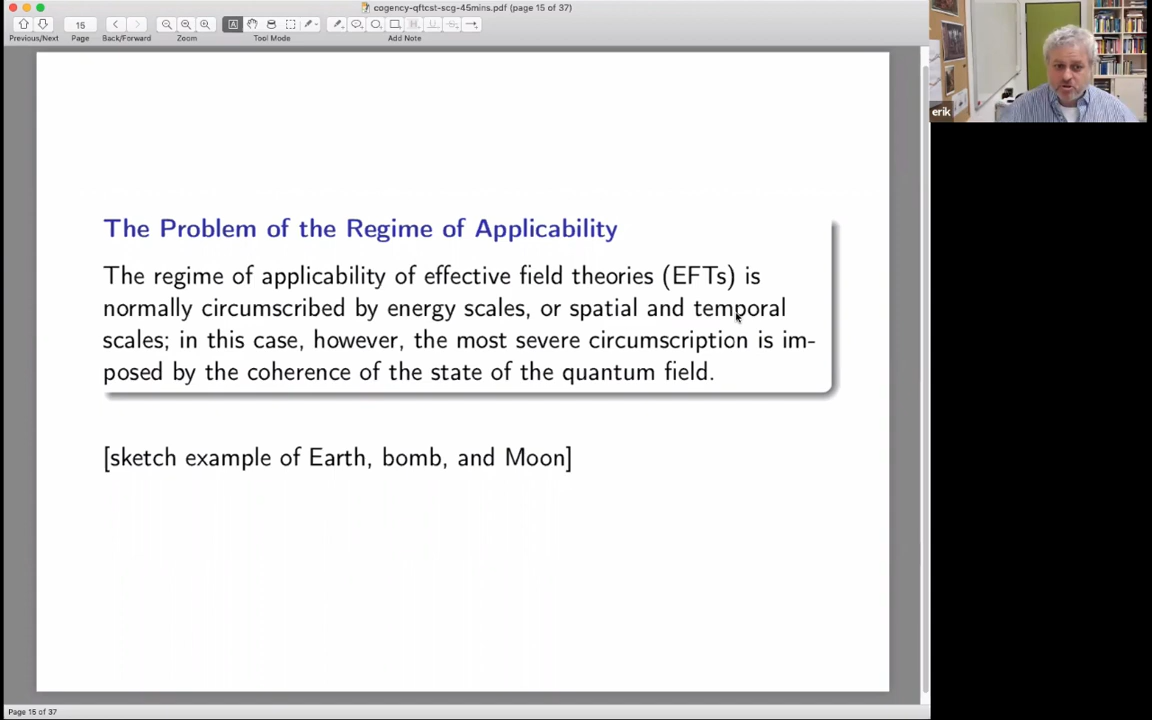 cogency-qftcst-scg-45mins.pdf (page 15 of 37)
15
Previous/Next Page Back/Forward Zoom Tool Mode Add Note
erik
The Problem of the Regime of Applicability
The regime of applicability of effective field theories (EFTs) is
normally circumscribed by energy scales, or spatial and temporal
scales; in this case, however, the most severe circumscription is im-
posed by the coherence of the state of the quantum field.
[sketch example of Earth, bomb, and Moon]
Page 15 of 37